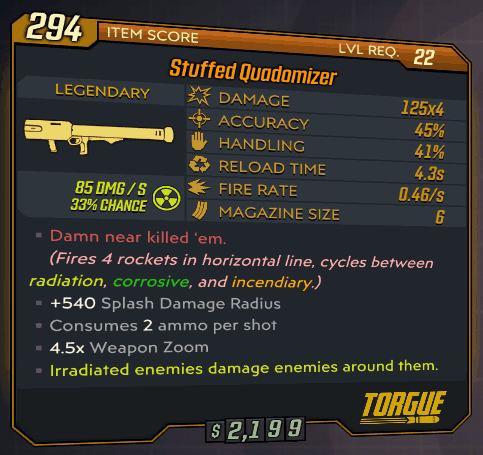 294 ITEM SCORE LVL REQ. 22
Stuffed Quadomizer
LEGENDARY
DAMAGE 125x4
ACCURACY 45%
HANDLING 41%
RELOAD TIME 4.3s
FIRE RATE 0.46/s
MAGAZINE SIZE 6
85 DMG / S
33% CHANCE
Damn near killed 'em.
(Fires 4 rockets in horizontal line, cycles between
radiation, corrosive, and incendiary.)
+540 Splash Damage Radius
Consumes 2 ammo per shot
4.5x Weapon Zoom
Irradiated enemies damage enemies around them.
TORGUE
$ 2,199